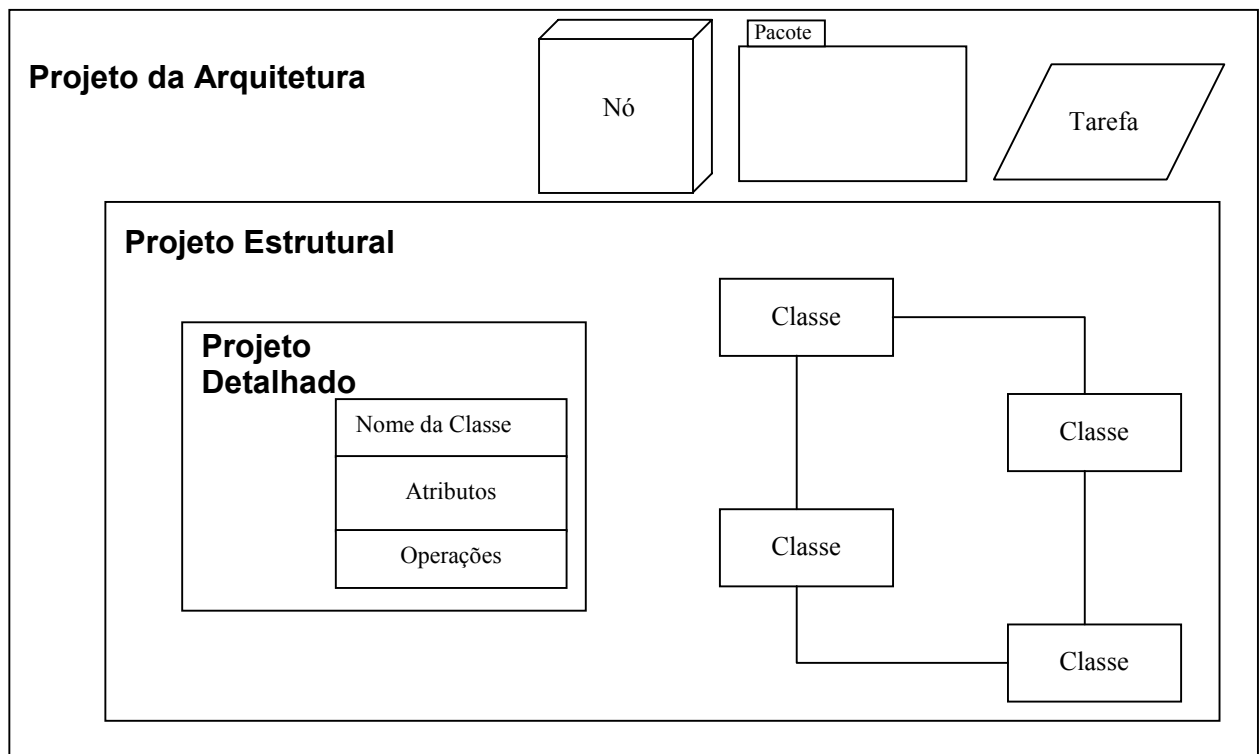 Pacote
Projeto da Arquitetura
Nó
Tarefa
Projeto Estrutural
Classe
Projeto
Detalhado
Nome da Classe
Classe
Atributos
Classe
Operações
Classe